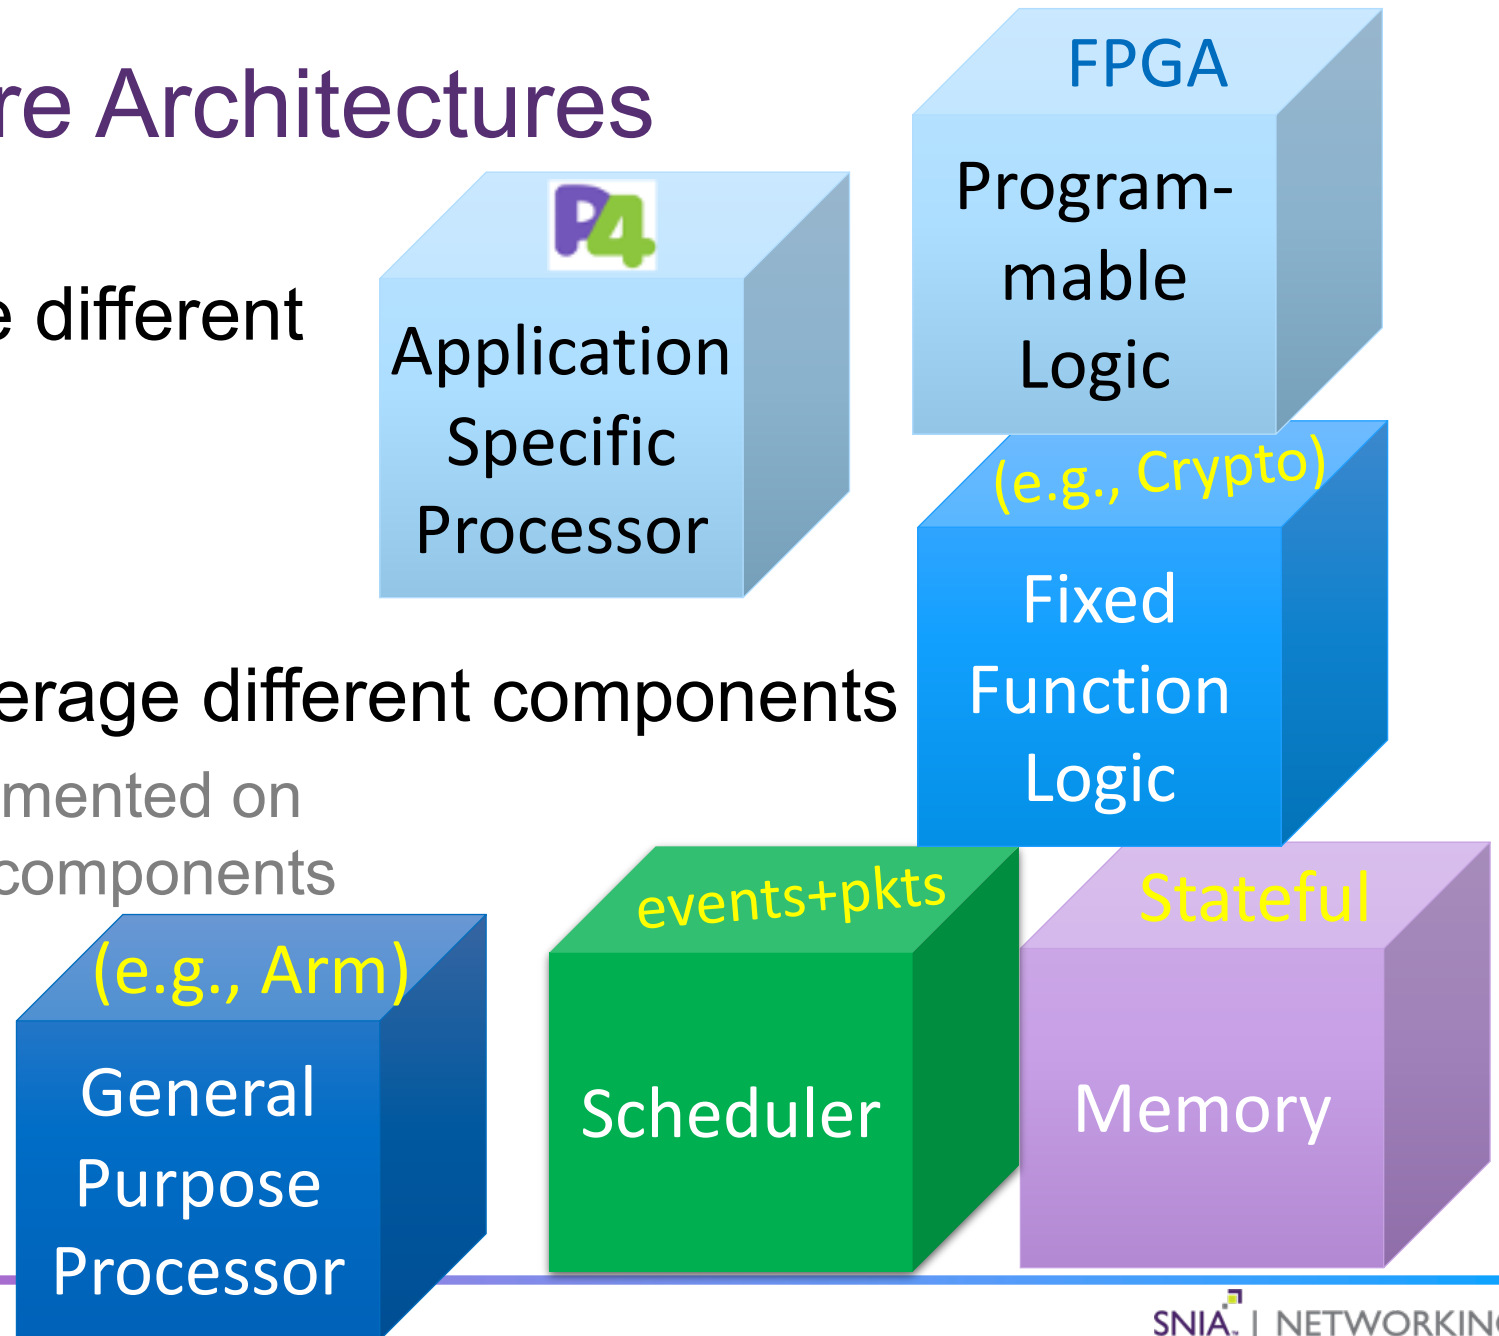 re Architectures
e different
erage different components
mented on
components
FPGA
Program-
mable
Logic
P4
Application
Specific
Processor
(e.g., Crypto)
Fixed
Function
Logic
(e.g., Arm)
General
Purpose
Processor
events+pkts
Scheduler
Stateful
Memory
SNIA. | NETWORKING